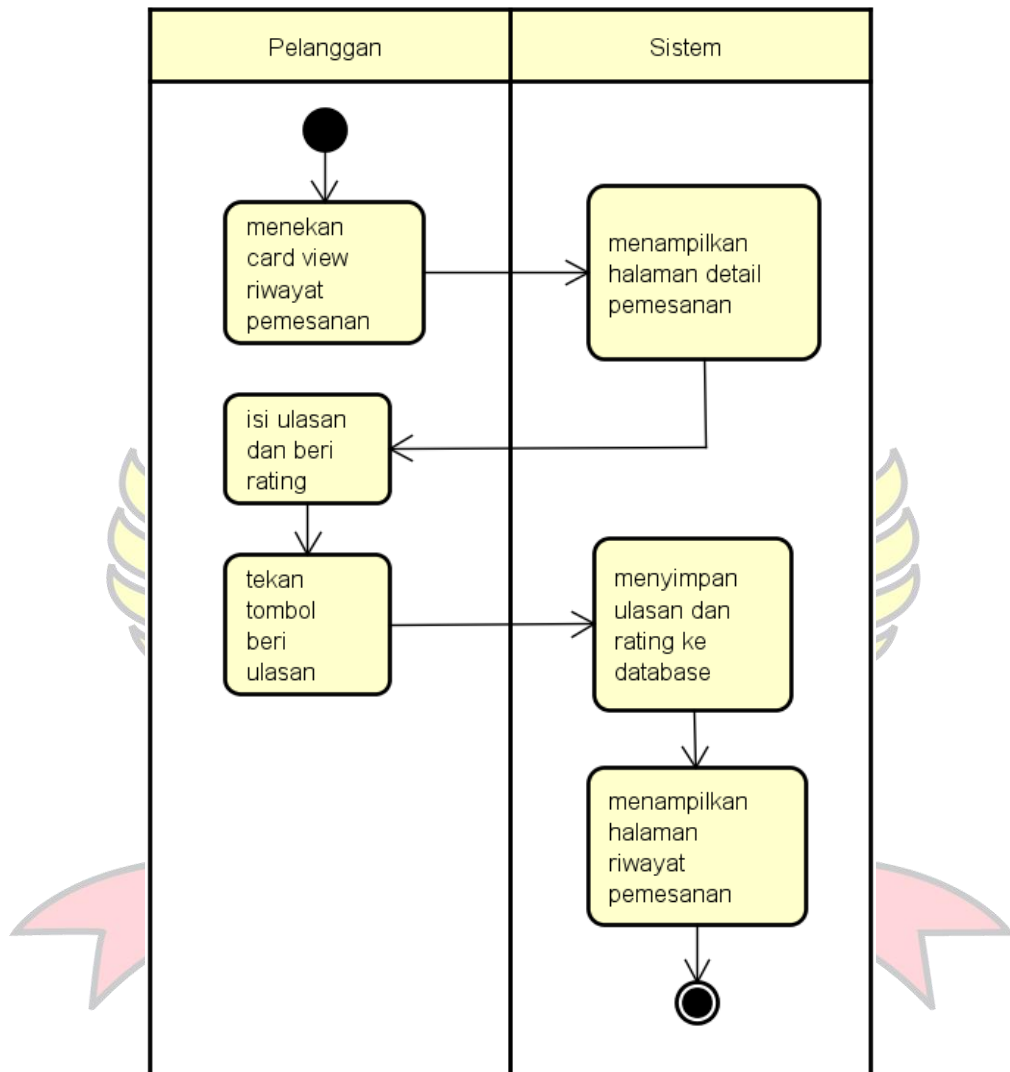 Pelanggan
Sistem
menekan
card view
riwayat
pemesanan
menampilkan
halaman detail
pemesanan
isi ulasan
dan beri
rating
tekan
tombol
beri
ulasan
menyimpan
ulasan dan
rating ke
database
menampilkan
halaman
riwayat
pemesanan